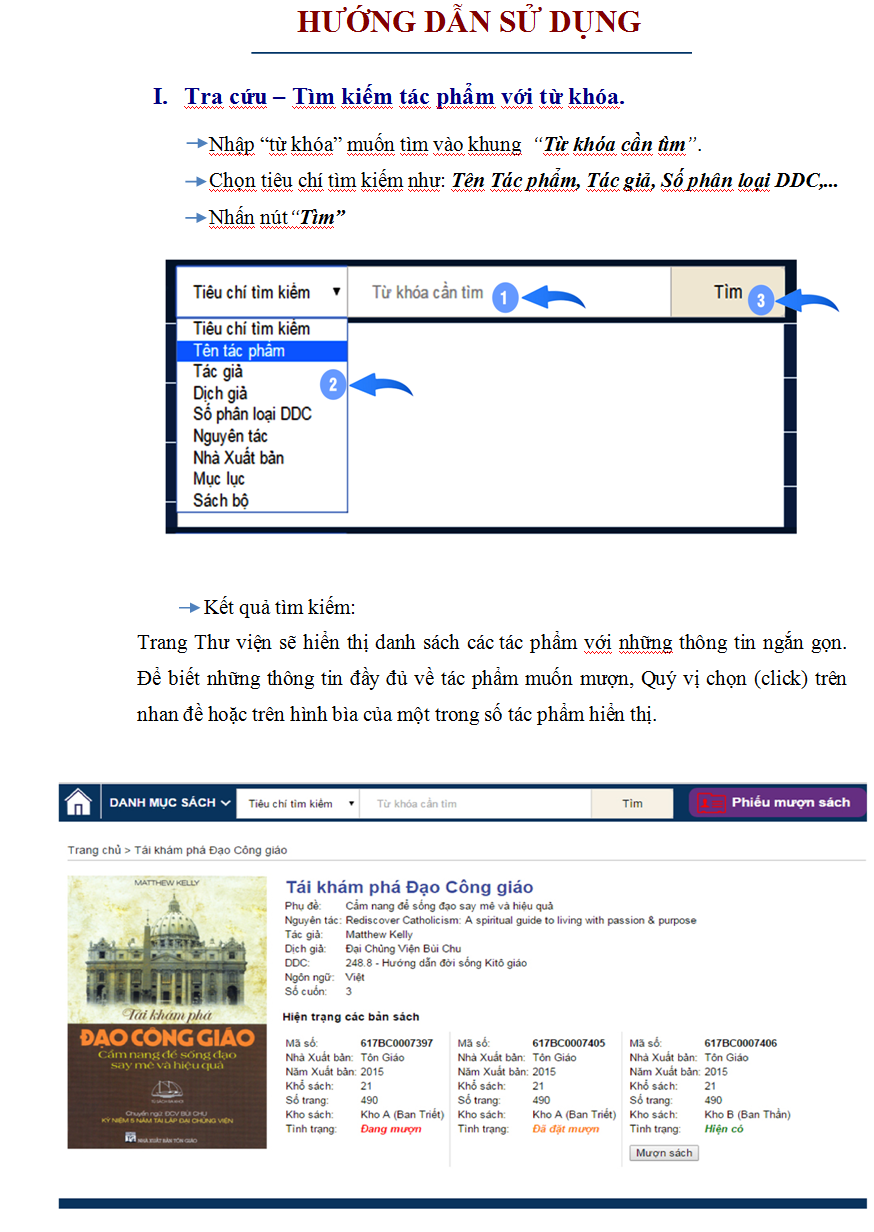 HƯỚNG DẪN SỬ DỤNG
I. Tra cứu – Tìm kiếm tác phẩm với từ khóa.
Nhập “từ khóa” muốn tìm vào khung “Từ khóa cần tìm”.
Chọn tiêu chí tìm kiếm như: Tên Tác phẩm, Tác giả, Số phân loại DDC,...
Nhấn nút “Tìm”
Tiêu chí tìm kiếm Từ khóa cần tìm 1 Tìm 3
Tiêu chí tìm kiếm
Tên tác phẩm
Tác giả
2
Dịch giả
Số phân loại DDC
Nguyên tác
Nhà Xuất bản
Mục lục
Sách bộ
Kết quả tìm kiếm:
Trang Thư viện sẽ hiển thị danh sách các tác phẩm với những thông tin ngắn gọn.
Để biết những thông tin đầy đủ về tác phẩm muốn mượn, Quý vị chọn (click) trên
nhan đề hoặc trên hình bìa của một trong số tác phẩm hiển thị.
DANH MỤC SÁCH Tiêu chí tìm kiếm Từ khóa cần tìm Tìm Phiếu mượn sách
Trang chủ > Tái khám phá Đạo Công giáo
MATTHEW KELLY
Tái khám phá
ĐẠO CÔNG GIÁO
Cẩm nang để sống đạo
say mê và hiệu quả
Chuyển ngữ: ĐCV BÙI CHU
KỶ NIỆM 5 NĂM TÁI LẬP ĐẠI CHỦNG VIỆN
NHÀ XUẤT BẢN TÔN GIÁO
Tái khám phá Đạo Công giáo
Phụ đề: Cẩm nang để sống đạo say mê và hiệu quả
Nguyên tác: Rediscover Catholicism: A spiritual guide to living with passion & purpose
Tác giả: Matthew Kelly
Dịch giả: Đại Chủng Viện Bùi Chu
DDC: 248.8 - Hướng dẫn đời sống Kitô giáo
Ngôn ngữ: Việt
Số cuốn: 3
Hiện trạng các bản sách
Mã số: 617BC0007397
Nhà Xuất bản: Tôn Giáo
Năm Xuất bản: 2015
Khổ sách: 21
Số trang: 490
Kho sách: Kho A (Ban Triết)
Tình trạng: Đang mượn
Mã số: 617BC0007405
Nhà Xuất bản: Tôn Giáo
Năm Xuất bản: 2015
Khổ sách: 21
Số trang: 490
Kho sách: Kho A (Ban Triết)
Tình trạng: Đã đặt mượn
Mã số: 617BC0007406
Nhà Xuất bản: Tôn Giáo
Năm Xuất bản: 2015
Khổ sách: 21
Số trang: 490
Kho sách: Kho B (Ban Thần)
Tình trạng: Hiện có
Mượn sách